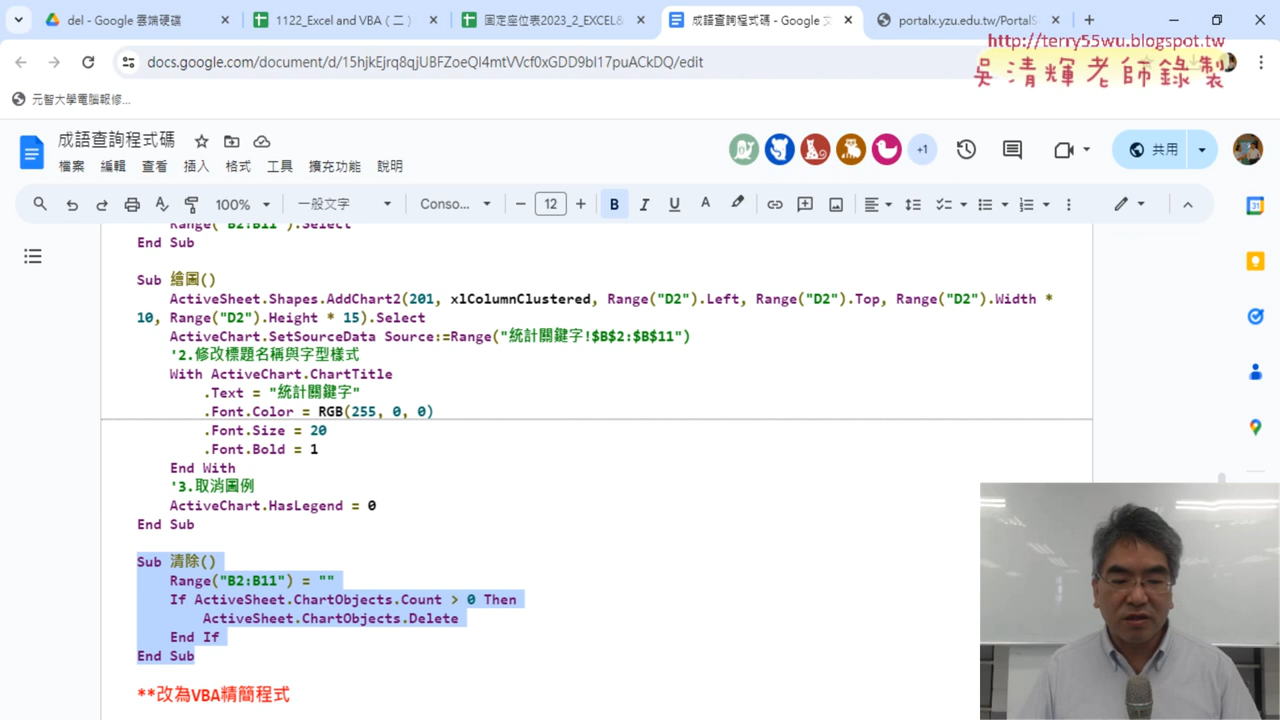 del - Google 雲端硬碟
1122_Excel and VBA（二）
固定座位表2023_2_EXCEL&
成語查詢程式碼 - Google 文
portalx.yzu.edu.tw/PortalS
http://terry55wu.blogspot.tw
docs.google.com/document/d/15hjkEjrq8qjUBFZoeQI4mtVVcf0xGDD9bI17puACkDQ/edit
吳清輝老師錄製
元智大學電腦報修...
成語查詢程式碼
檔案 編輯 查看 插入 格式 工具 擴充功能 說明
+1
共用
100% 一般文字 Conso... 12 B I U A
Range("B2:B11").Select
End Sub
Sub 繪圖()
ActiveSheet.Shapes.AddChart2(201, xlColumnClustered, Range("D2").Left, Range("D2").Top, Range("D2").Width *
10, Range("D2").Height * 15).Select
ActiveChart.SetSourceData Source:=Range("統計關鍵字!$B$2:$B$11")
'2.修改標題名稱與字型樣式
With ActiveChart.ChartTitle
.Text = "統計關鍵字"
.Font.Color = RGB(255, 0, 0)
.Font.Size = 20
.Font.Bold = 1
End With
'3.取消圖例
ActiveChart.HasLegend = 0
End Sub
Sub 清除()
Range("B2:B11") = ""
If ActiveSheet.ChartObjects.Count > 0 Then
ActiveSheet.ChartObjects.Delete
End If
End Sub
**改為VBA精簡程式